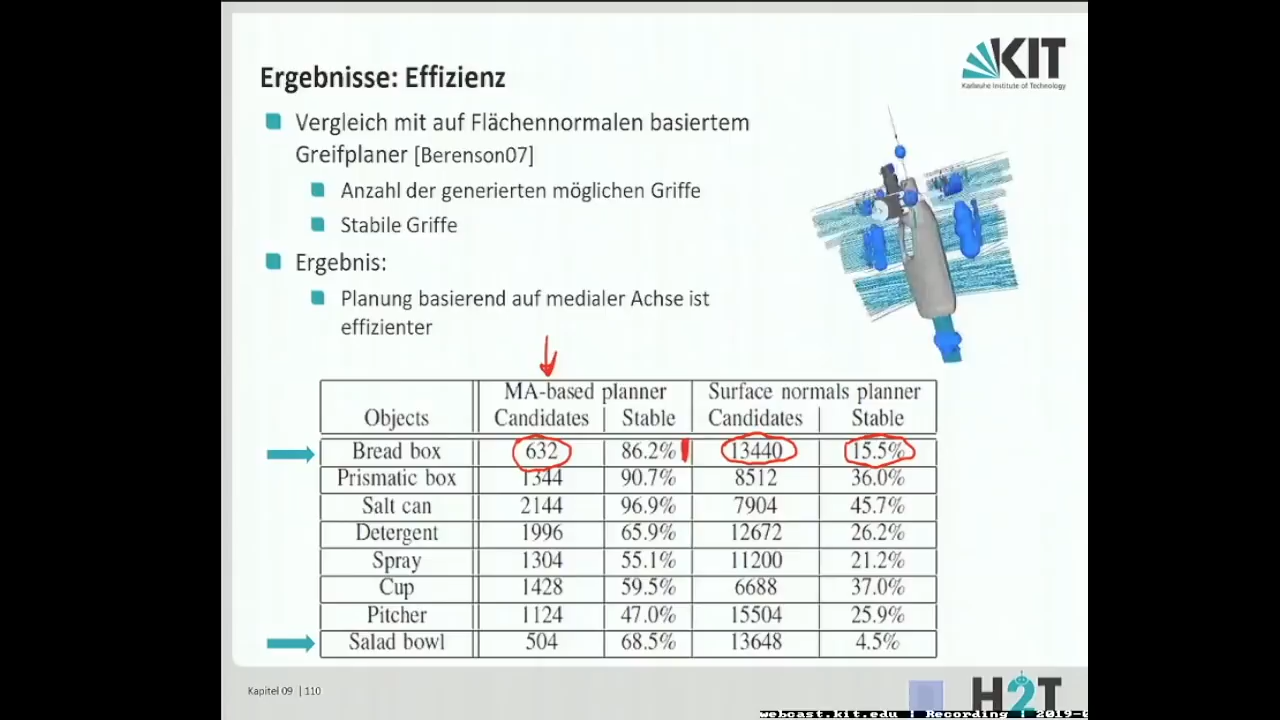 KIT
Karlsruhe Institute of Technology
Ergebnisse: Effizienz
Vergleich mit auf Flächennormalen basiertem
Greifplaner [Berenson07]
Anzahl der generierten möglichen Griffe
Stabile Griffe
Ergebnis:
Planung basierend auf medialer Achse ist
effizienter
MA-based planner Surface normals planner
Objects Candidates Stable Candidates Stable
Bread box 632 86.2% 13440 15.5%
Prismatic box 1344 90.7% 8512 36.0%
Salt can 2144 96.9% 7904 45.7%
Detergent 1996 65.9% 12672 26.2%
Spray 1304 55.1% 11200 21.2%
Cup 1428 59.5% 6688 37.0%
Pitcher 1124 47.0% 15504 25.9%
Salad bowl 504 68.5% 13648 4.5%
Kapitel 09 | 110
H2T
webcast.kit.edu | Recording | 2019-